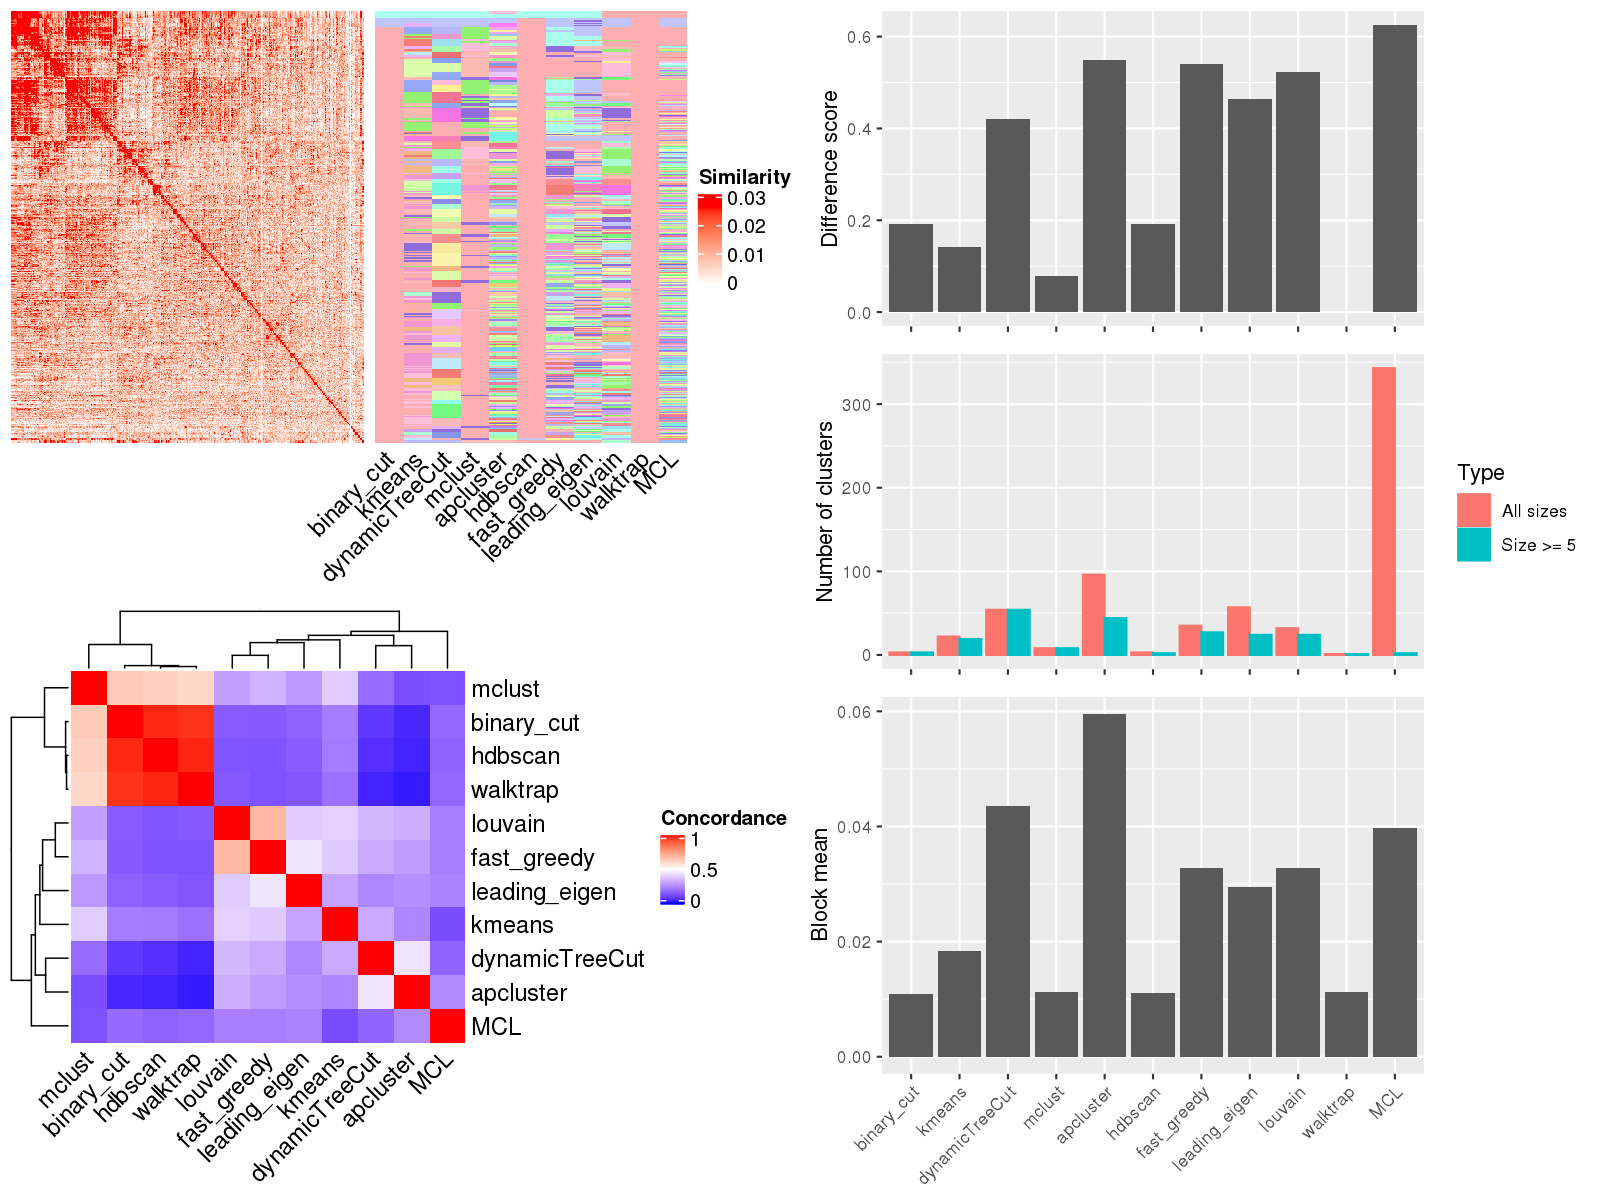 Similarity
0.03
0.02
0.01
0
binary_cut
kmeans
dynamicTreeCut
mclust
apcluster
hdbscan
fast_greedy
leading_eigen
louvain
walktrap
MCL
mclust
binary_cut
hdbscan
walktrap
louvain
fast_greedy
leading_eigen
kmeans
dynamicTreeCut
apcluster
MCL
Concordance
1
0.5
0
mclust
binary_cut
hdbscan
walktrap
louvain
fast_greedy
leading_eigen
kmeans
dynamicTreeCut
apcluster
MCL
Difference score
0.6
0.4
0.2
0.0
Number of clusters
300
200
100
0
Type
All sizes
Size >= 5
Block mean
0.06
0.04
0.02
0.00
binary_cut
kmeans
dynamicTreeCut
mclust
apcluster
hdbscan
fast_greedy
leading_eigen
louvain
walktrap
MCL